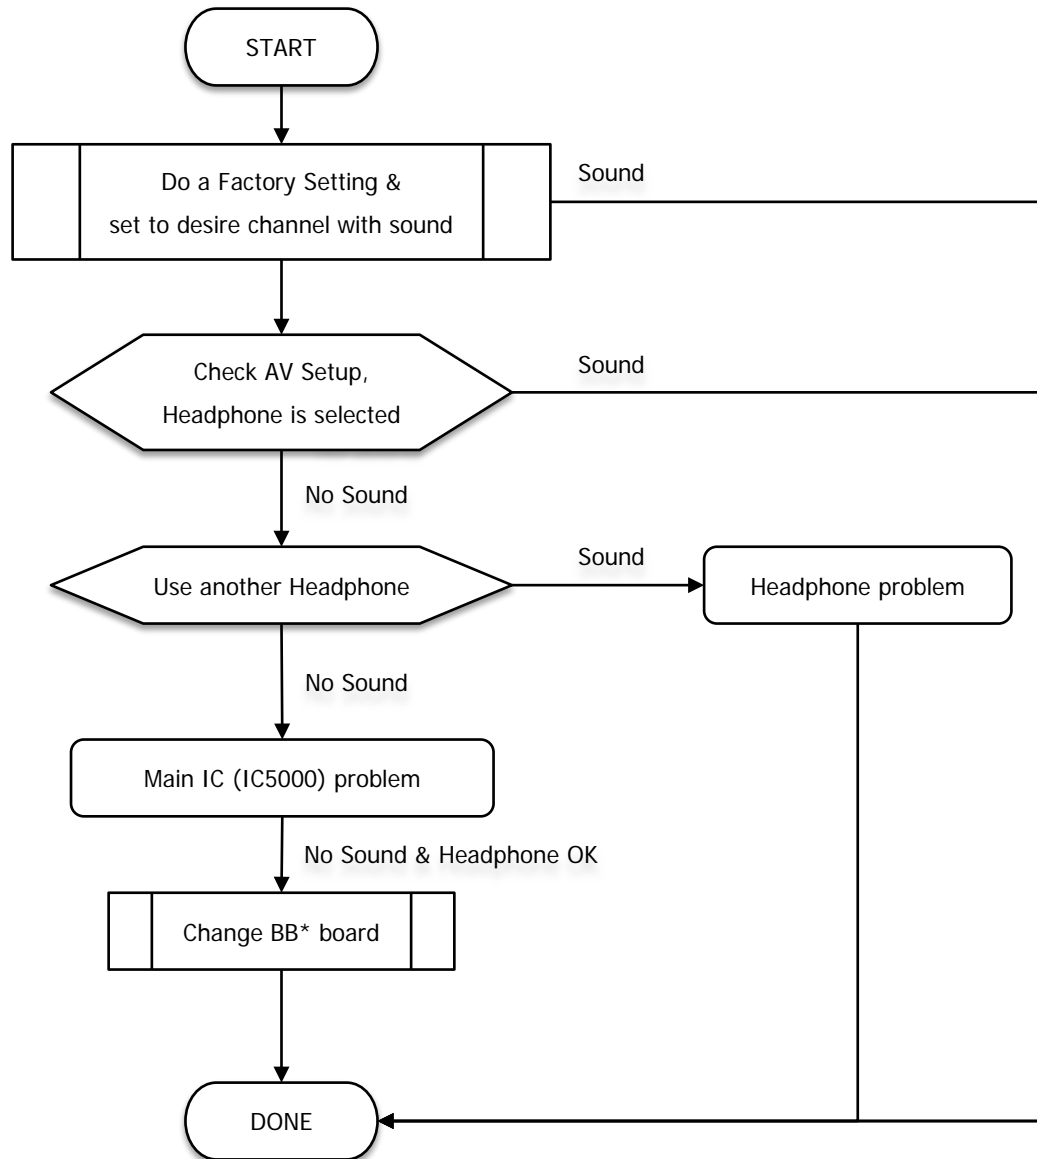 START
Do a Factory Setting &
set to desire channel with sound
Sound
Check AV Setup,
Headphone is selected
Sound
No Sound
Use another Headphone
Sound
Headphone problem
No Sound
Main IC (IC5000) problem
No Sound & Headphone OK
Change BB* board
DONE